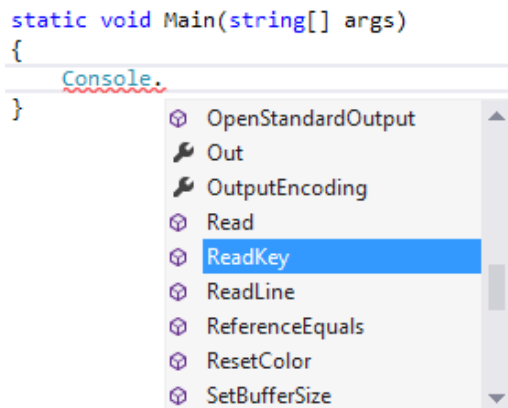 static void Main(string[] args)
{
Console.
}
OpenStandardOutput
Out
OutputEncoding
Read
ReadKey
ReadLine
ReferenceEquals
ResetColor
SetBufferSize